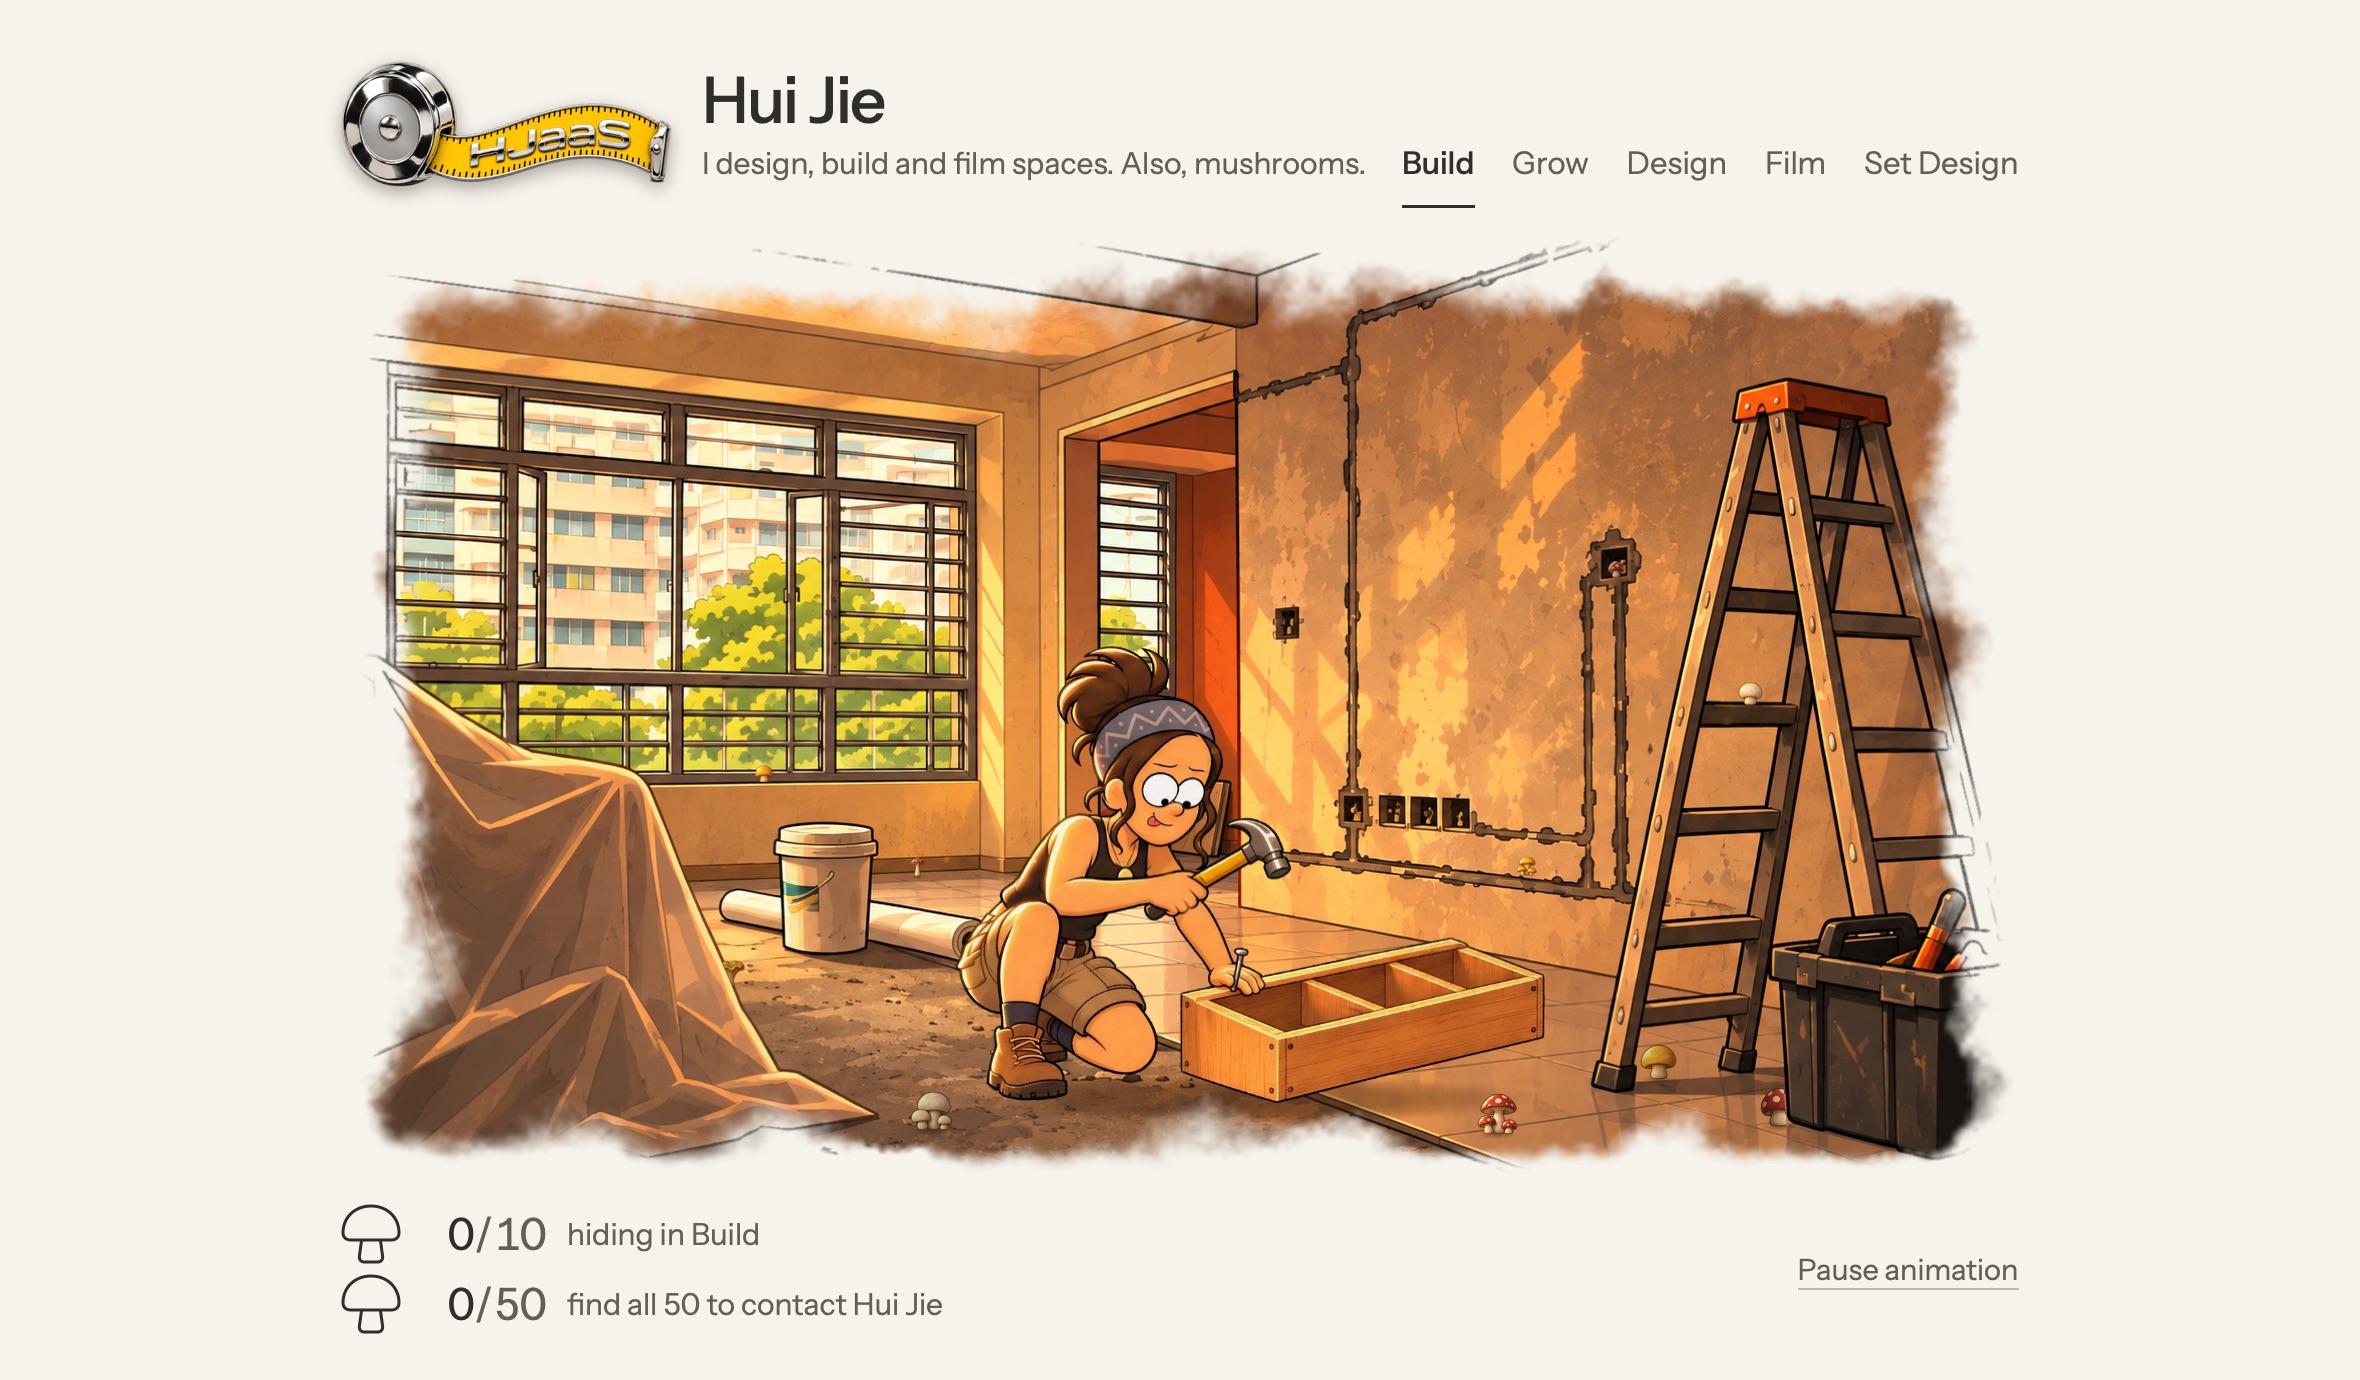 HJaaS
Hui Jie
I design, build and film spaces. Also, mushrooms.
Build Grow Design Film Set Design
0/10 hiding in Build
0/50 find all 50 to contact Hui Jie
Pause animation